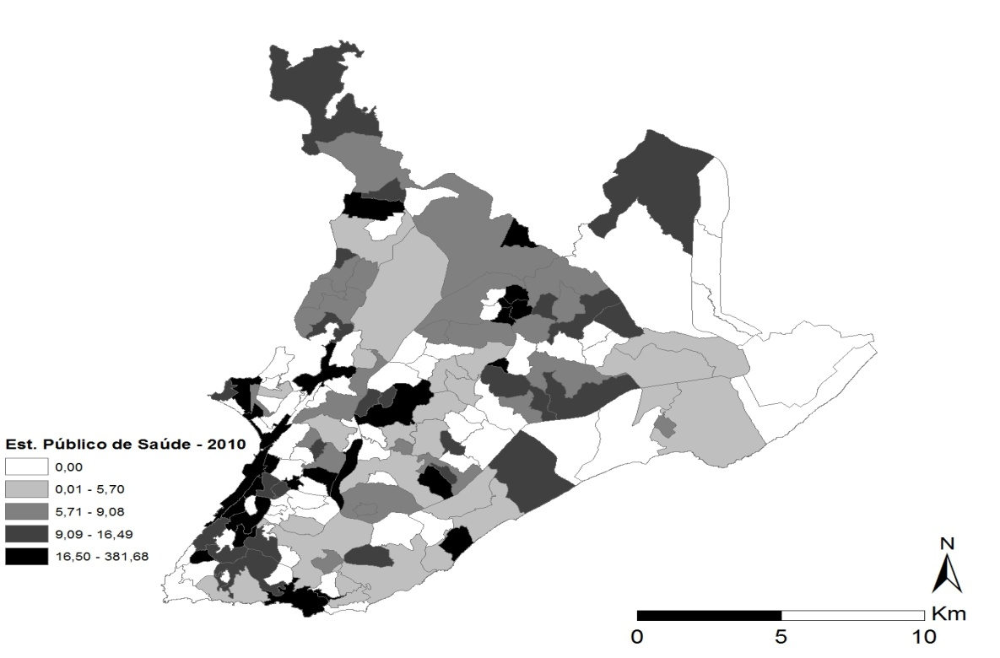 Est. Público de Saúde - 2010
0,00
0,01 - 5,70
5,71 - 9,08
9,09 - 16,49
16,50 - 381,68
N
Km
0 5 10